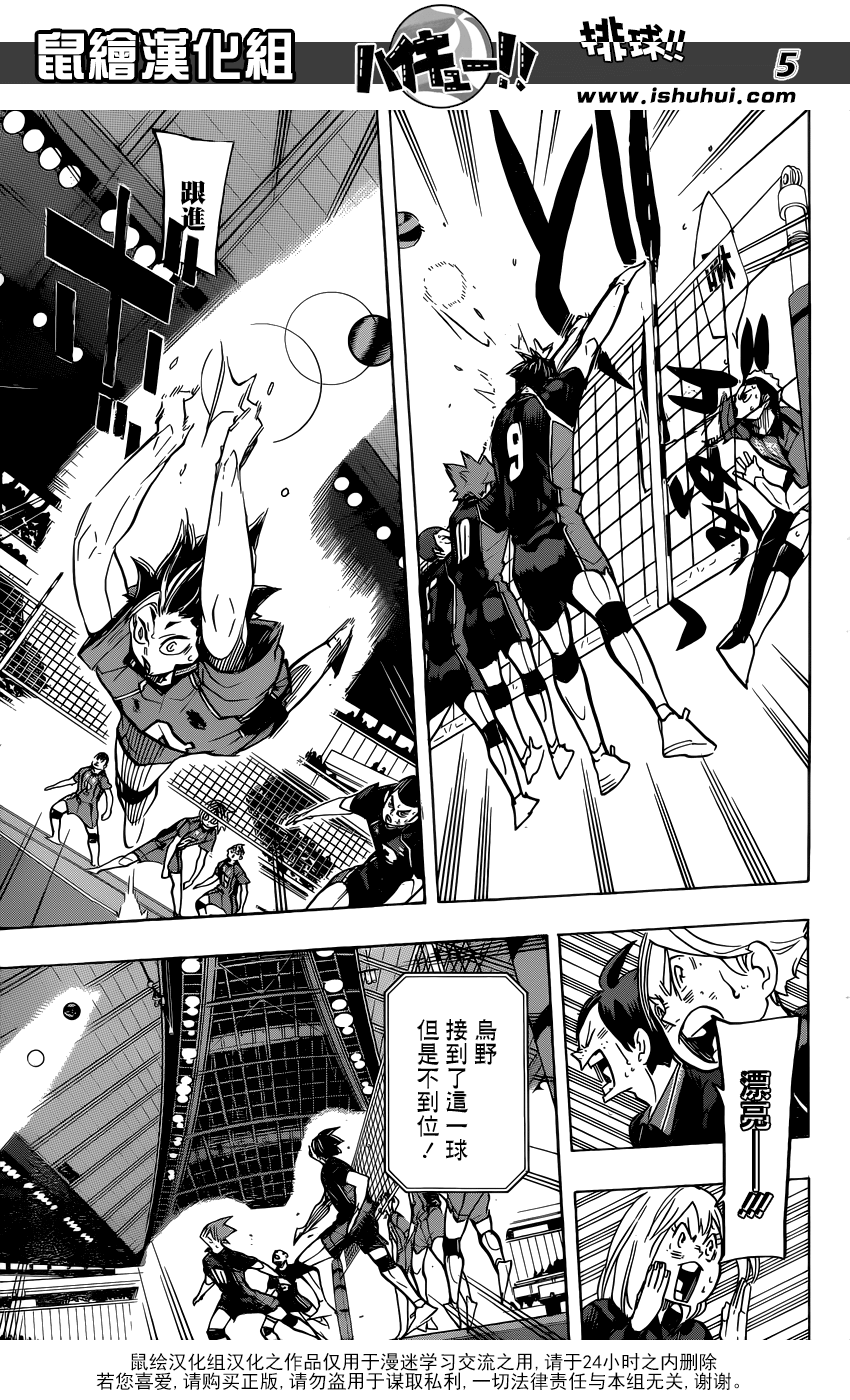 鼠繪漢化組
ハイキュー!!
排球!!
5
www.ishuhui.com
跟進
ボッ
漂亮——!!!
烏野
接到了這一球
但是不到位!
鼠绘汉化组汉化之作品仅用于漫迷学习交流之用,请于24小时之内删除
若您喜爱,请购买正版,请勿盗用于谋取私利,一切法律责任与本组无关,谢谢。